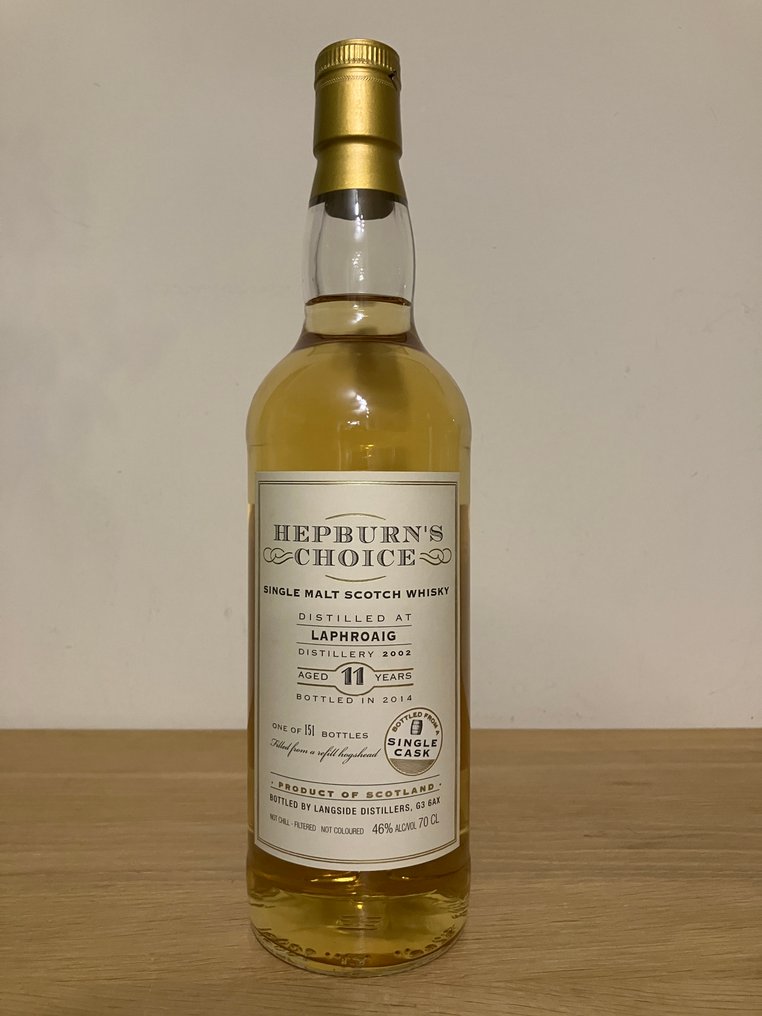 HEPBURN'S
CHOICE
SINGLE MALT SCOTCH WHISKY
DISTILLED AT
LAPHROAIG
DISTILLERY 2002
AGED 11 YEARS
BOTTLED IN 2014
ONE OF 151 BOTTLES
Filled from a refill hogshead
BOTTLED FROM A
SINGLE
CASK
· PRODUCT OF SCOTLAND ·
BOTTLED BY LANGSIDE DISTILLERS, G3 6AX
NOT CHILL-FILTERED NOT COLOURED 46% ALC/VOL 70 CL